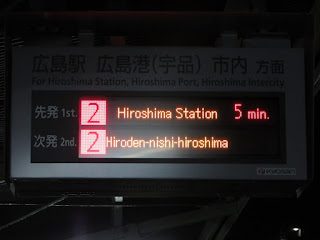 広島駅 広島港(宇品) 市内 方面
For Hiroshima Station, Hiroshima Port, Hiroshima Intercity
先発 1st. 2 Hiroshima Station 5 min.
次発 2nd. 2 Hiroden-nishi-hiroshima